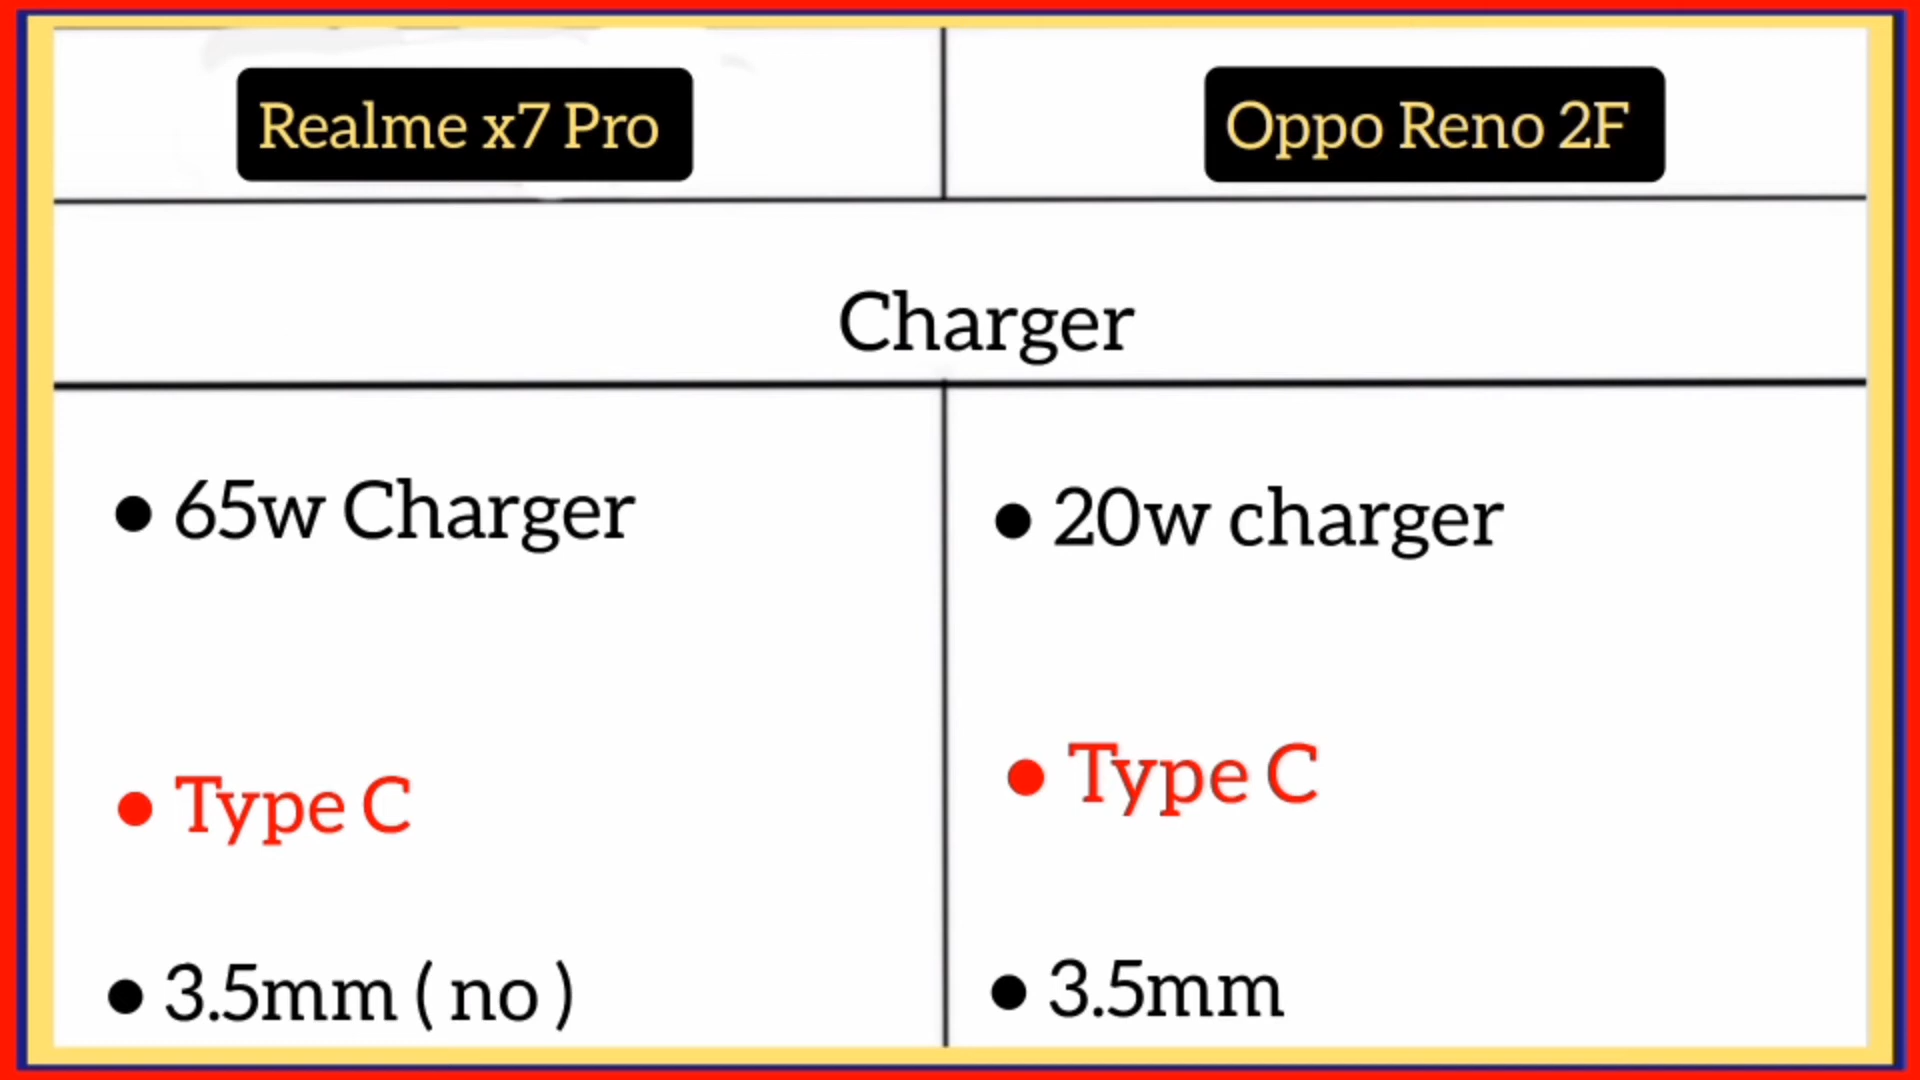 Realme x7 Pro
Oppo Reno 2F
Charger
• 65w Charger
• 20w charger
• Type C
• Type C
• 3.5mm ( no )
• 3.5mm